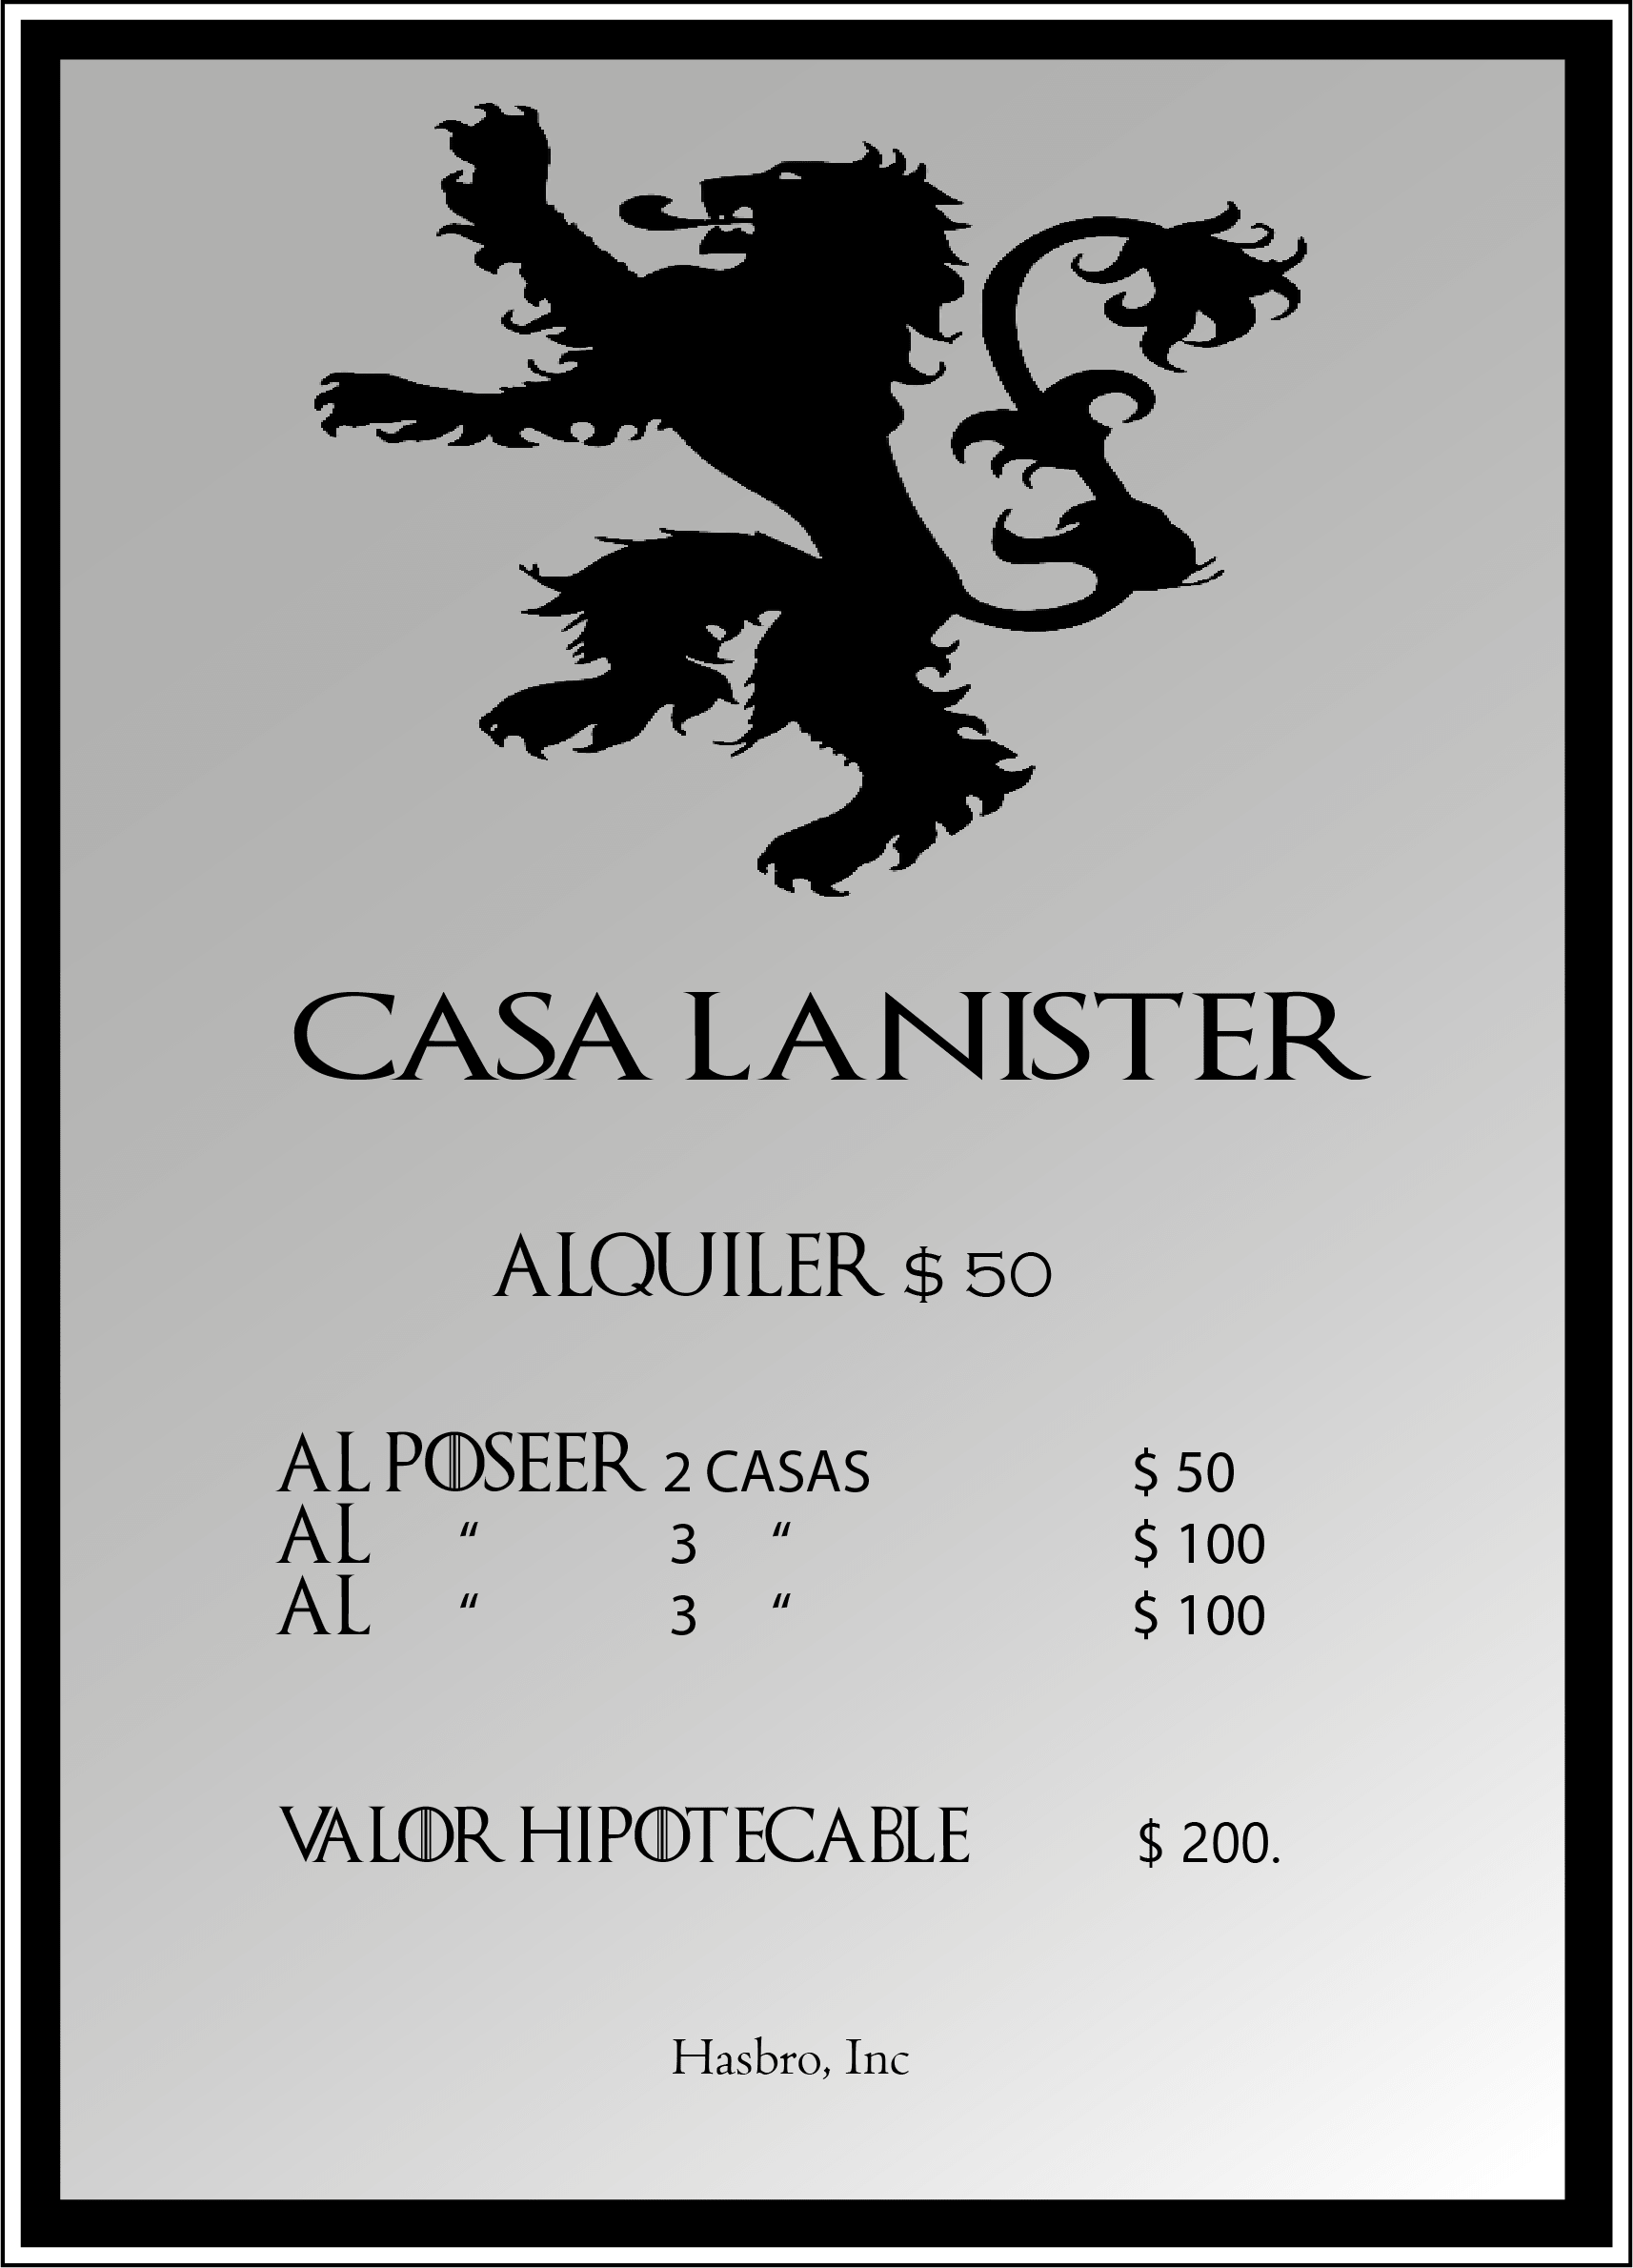 CASA LANISTER
ALQUILER $ 50
AL POSEER 2 CASAS $ 50
AL “ 3 “ $ 100
AL “ 3 “ $ 100
VALOR HIPOTECABLE $ 200.
Hasbro, Inc